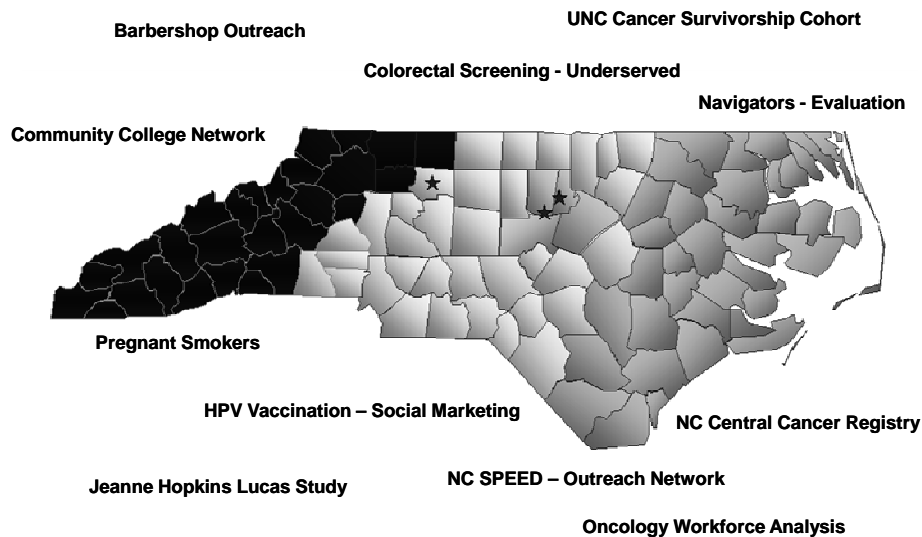 UNC Cancer Survivorship Cohort
Barbershop Outreach
Colorectal Screening - Underserved
Navigators - Evaluation
Community College Network
Pregnant Smokers
HPV Vaccination – Social Marketing
NC Central Cancer Registry
NC SPEED – Outreach Network
Jeanne Hopkins Lucas Study
Oncology Workforce Analysis